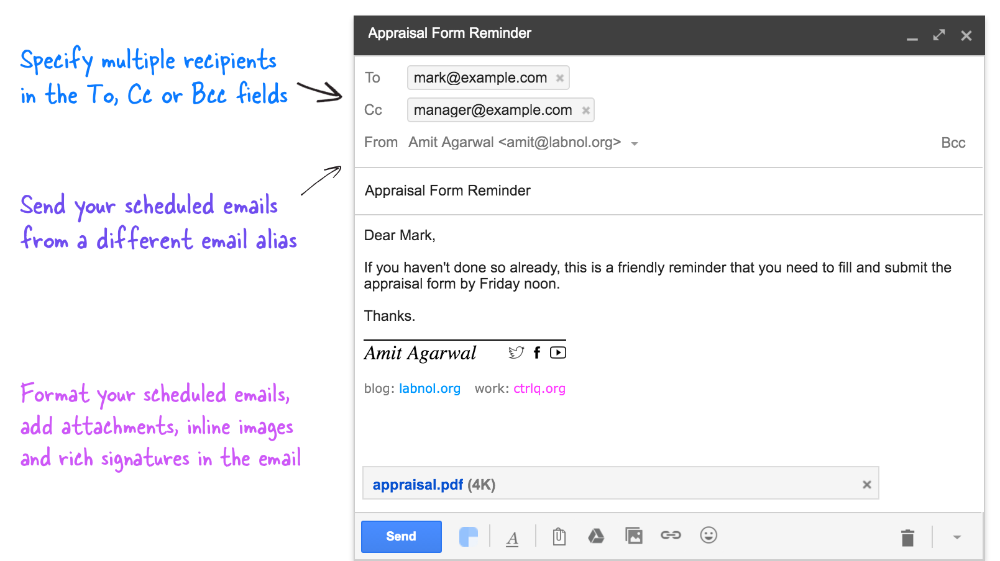 Specify multiple recipients
in the To, Cc or Bcc fields
Send your scheduled emails
from a different email alias
Format your scheduled emails,
add attachments, inline images
and rich signatures in the email
Appraisal Form Reminder
To mark@example.com
Cc manager@example.com
From Amit Agarwal <amit@labnol.org> Bcc
Appraisal Form Reminder
Dear Mark,
If you haven't done so already, this is a friendly reminder that you need to fill and submit the
appraisal form by Friday noon.
Thanks.
Amit Agarwal
blog: labnol.org work: ctrlq.org
appraisal.pdf (4K)
Send A